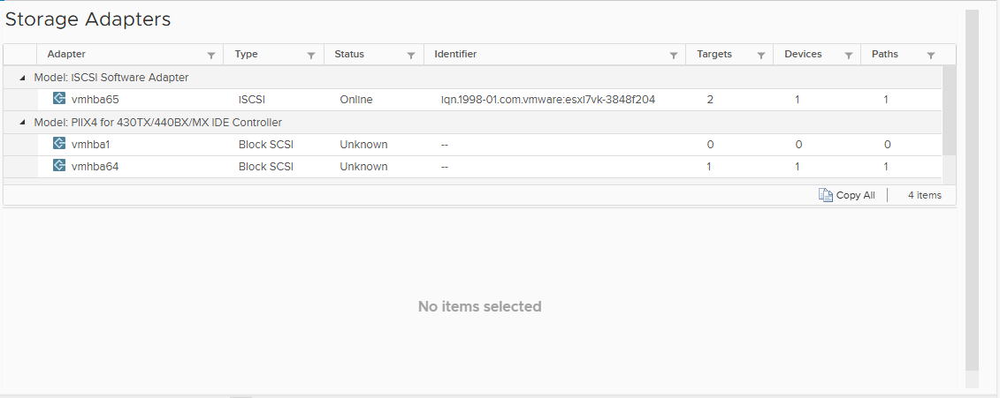 Storage Adapters
Adapter Type Status Identifier Targets Devices Paths
Model: iSCSI Software Adapter
vmhba65 iSCSI Online iqn.1998-01.com.vmware:esxi7vk-3848f204 2 1 1
Model: PIIX4 for 430TX/440BX/MX IDE Controller
vmhba1 Block SCSI Unknown -- 0 0 0
vmhba64 Block SCSI Unknown -- 1 1 1
Copy All 4 items
No items selected